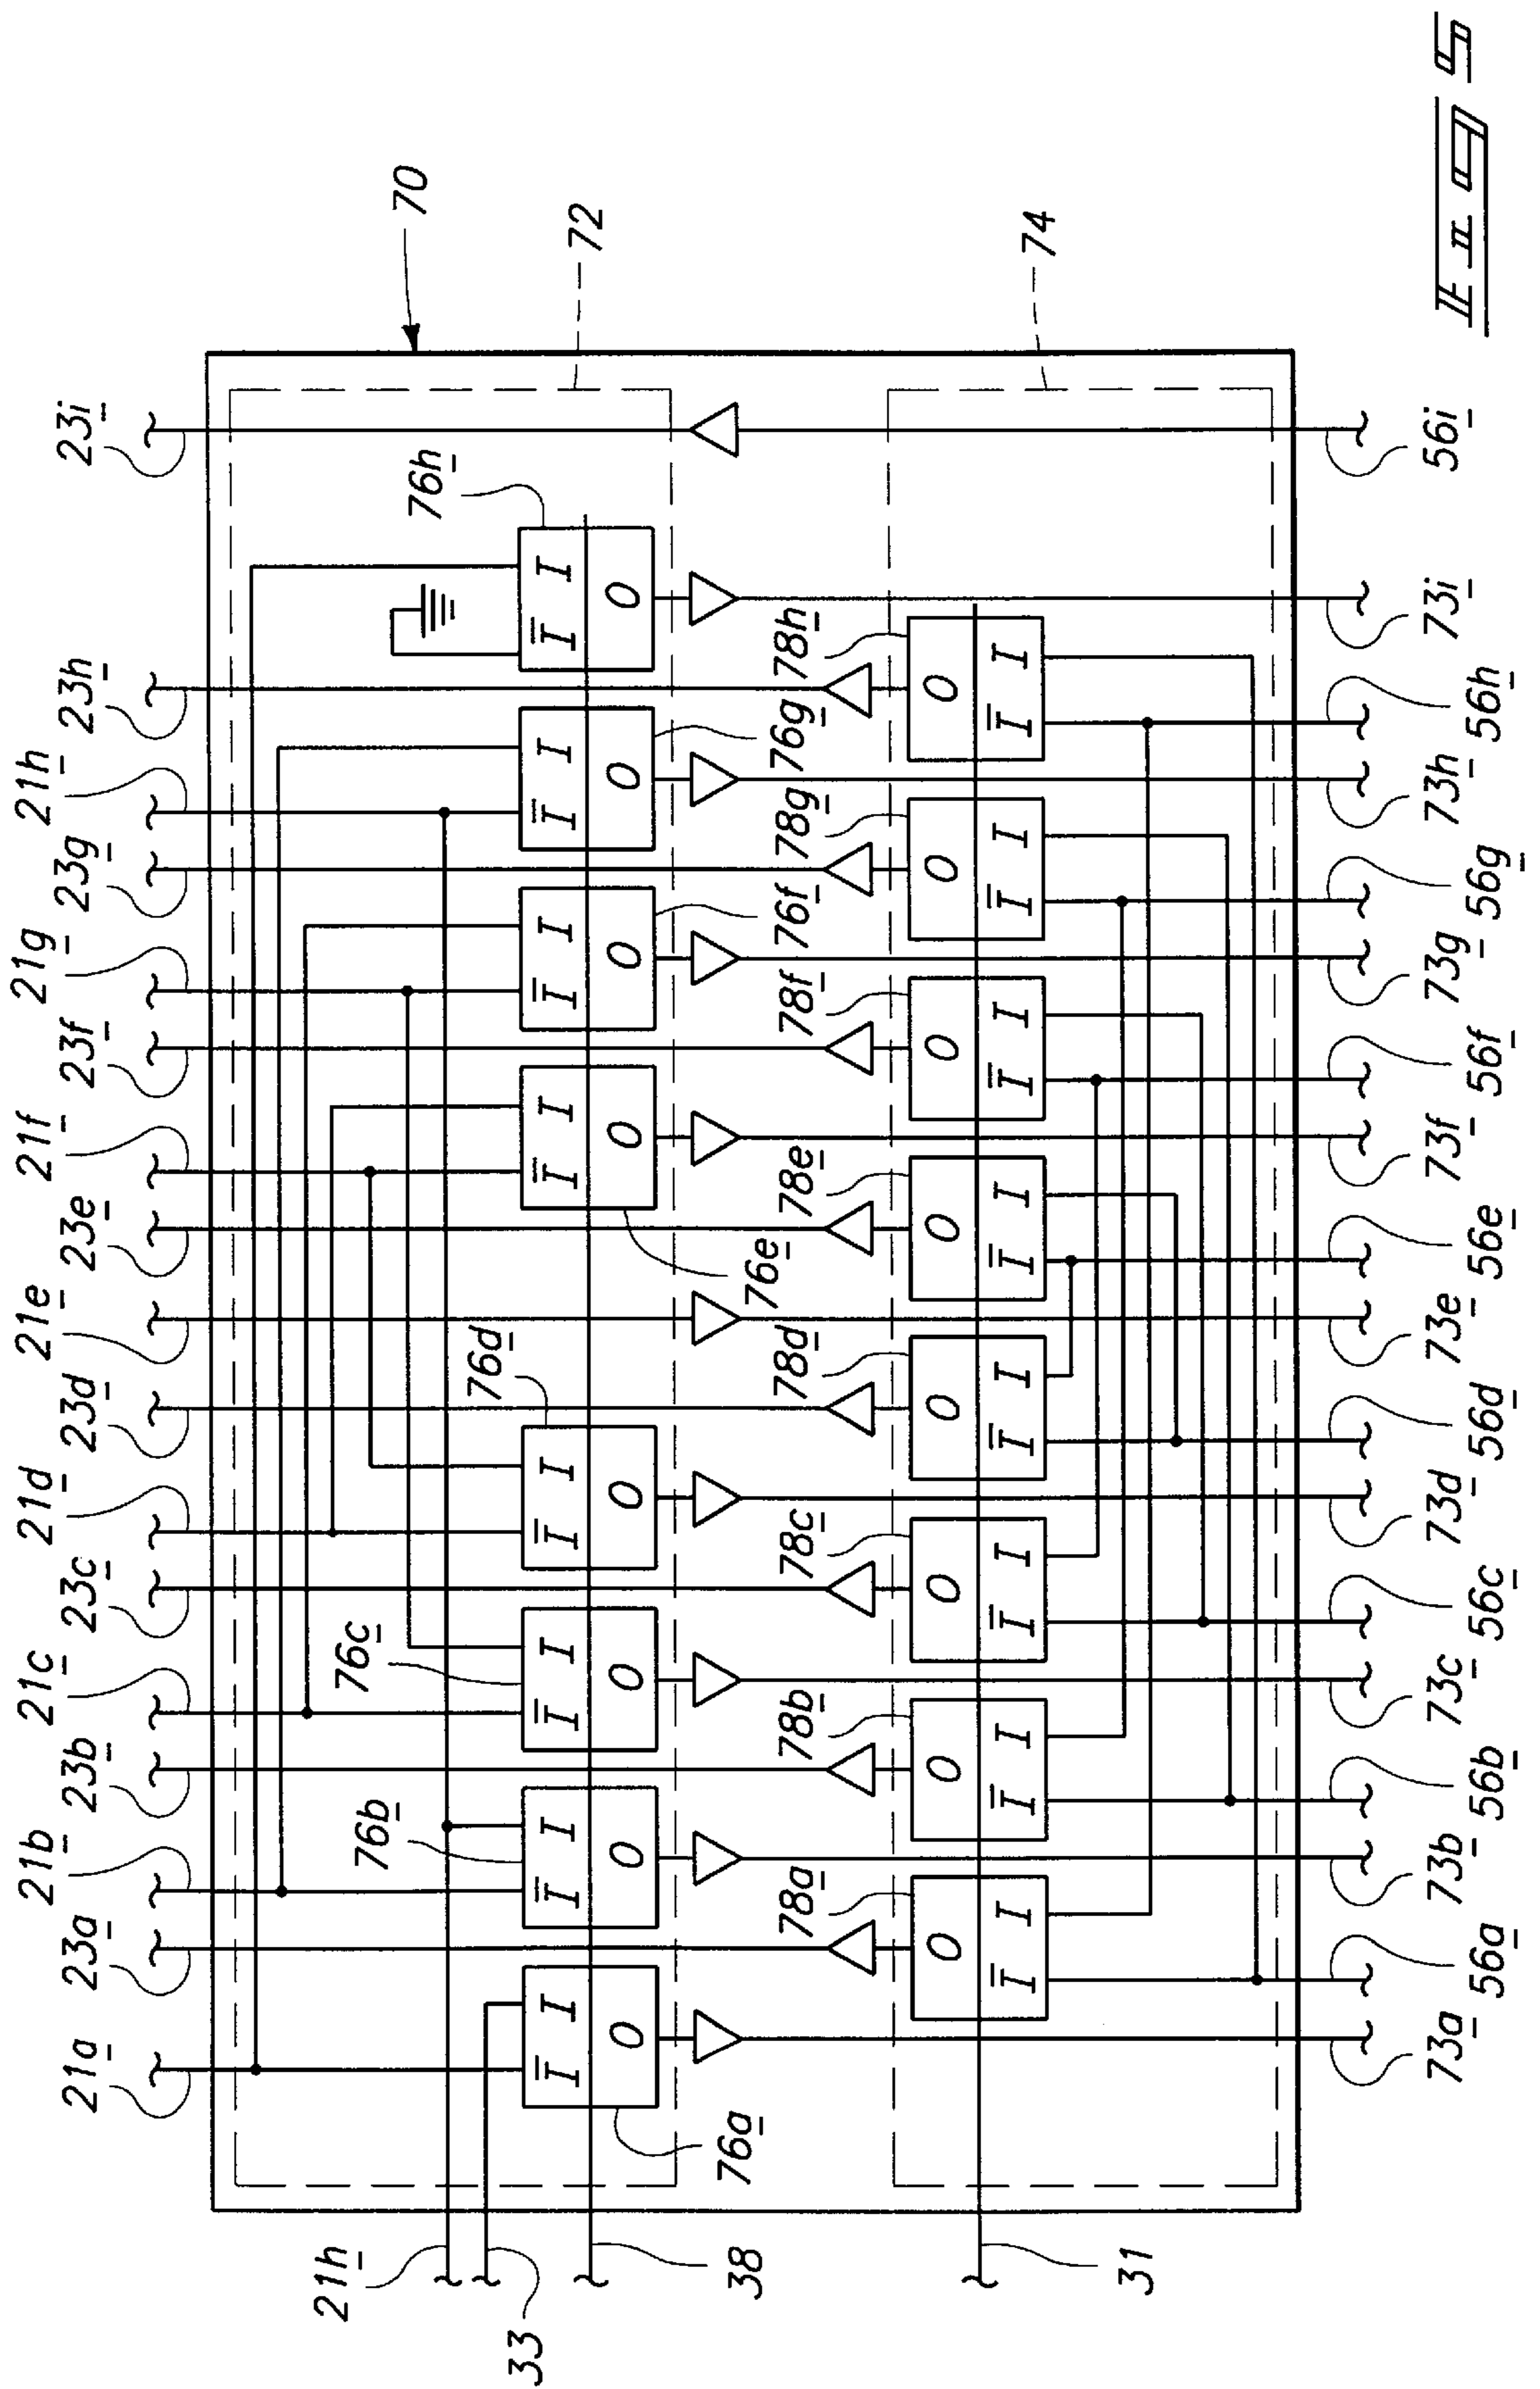 70
72
74
21a
23a
21b
23b
21c
23c
21d
23d
21e
23e
21f
23f
21g
23g
21h
23h
23i
21h
33
38
31
76a
76b
76c
76d
76e
76f
76g
76h
I̅ I
O
I̅ I
O
I̅ I
O
I̅ I
O
I̅ I
O
I̅ I
O
I̅ I
O
I̅ I
O
78a
78b
78c
78d
78e
78f
78g
78h
O
I̅ I
O
I̅ I
O
I̅ I
O
I̅ I
O
I̅ I
O
I̅ I
O
I̅ I
O
I̅ I
73a
56a
73b
56b
73c
56c
73d
56d
73e
56e
73f
56f
73g
56g
73h
56h
73i
56i
FIG 5